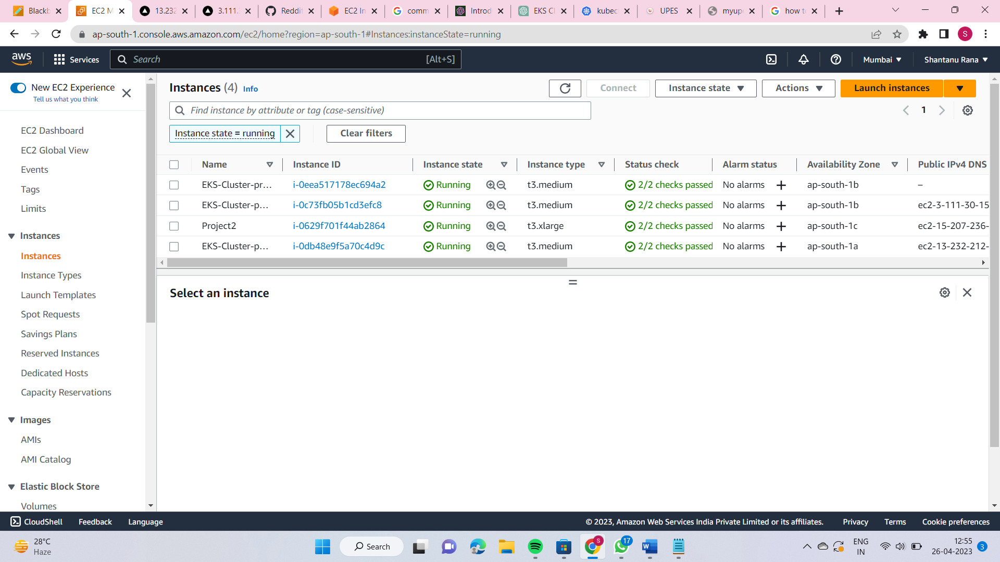 Blackb
EC2 M
13.232
3.111.
Reddit
EC2 In
comm
Introd
EKS Cl
kubec
UPES
myup
how t
ap-south-1.console.aws.amazon.com/ec2/home?region=ap-south-1#Instances:instanceState=running
S
aws
Services
Search
[Alt+S]
Mumbai
Shantanu Rana
New EC2 Experience
Tell us what you think
EC2 Dashboard
EC2 Global View
Events
Tags
Limits
Instances
Instances
Instance Types
Launch Templates
Spot Requests
Savings Plans
Reserved Instances
Dedicated Hosts
Capacity Reservations
Images
AMIs
AMI Catalog
Elastic Block Store
Volumes
Instances (4) Info
Connect
Instance state
Actions
Launch instances
Find instance by attribute or tag (case-sensitive)
1
Instance state = running
Clear filters
Name Instance ID Instance state Instance type Status check Alarm status Availability Zone Public IPv4 DNS
EKS-Cluster-pr... i-0eea517178ec694a2 Running t3.medium 2/2 checks passed No alarms + ap-south-1b –
EKS-Cluster-p... i-0c73fb05b1cd3efc8 Running t3.medium 2/2 checks passed No alarms + ap-south-1b ec2-3-111-30-15
Project2 i-0629f701f44ab2864 Running t3.xlarge 2/2 checks passed No alarms + ap-south-1c ec2-15-207-236-
EKS-Cluster-p... i-0db48e9f5a70c4d9c Running t3.medium 2/2 checks passed No alarms + ap-south-1a ec2-13-232-212-
Select an instance
CloudShell
Feedback
Language
© 2023, Amazon Web Services India Private Limited or its affiliates.
Privacy
Terms
Cookie preferences
28°C
Haze
Search
S
17
ENG
IN
12:55
26-04-2023
3